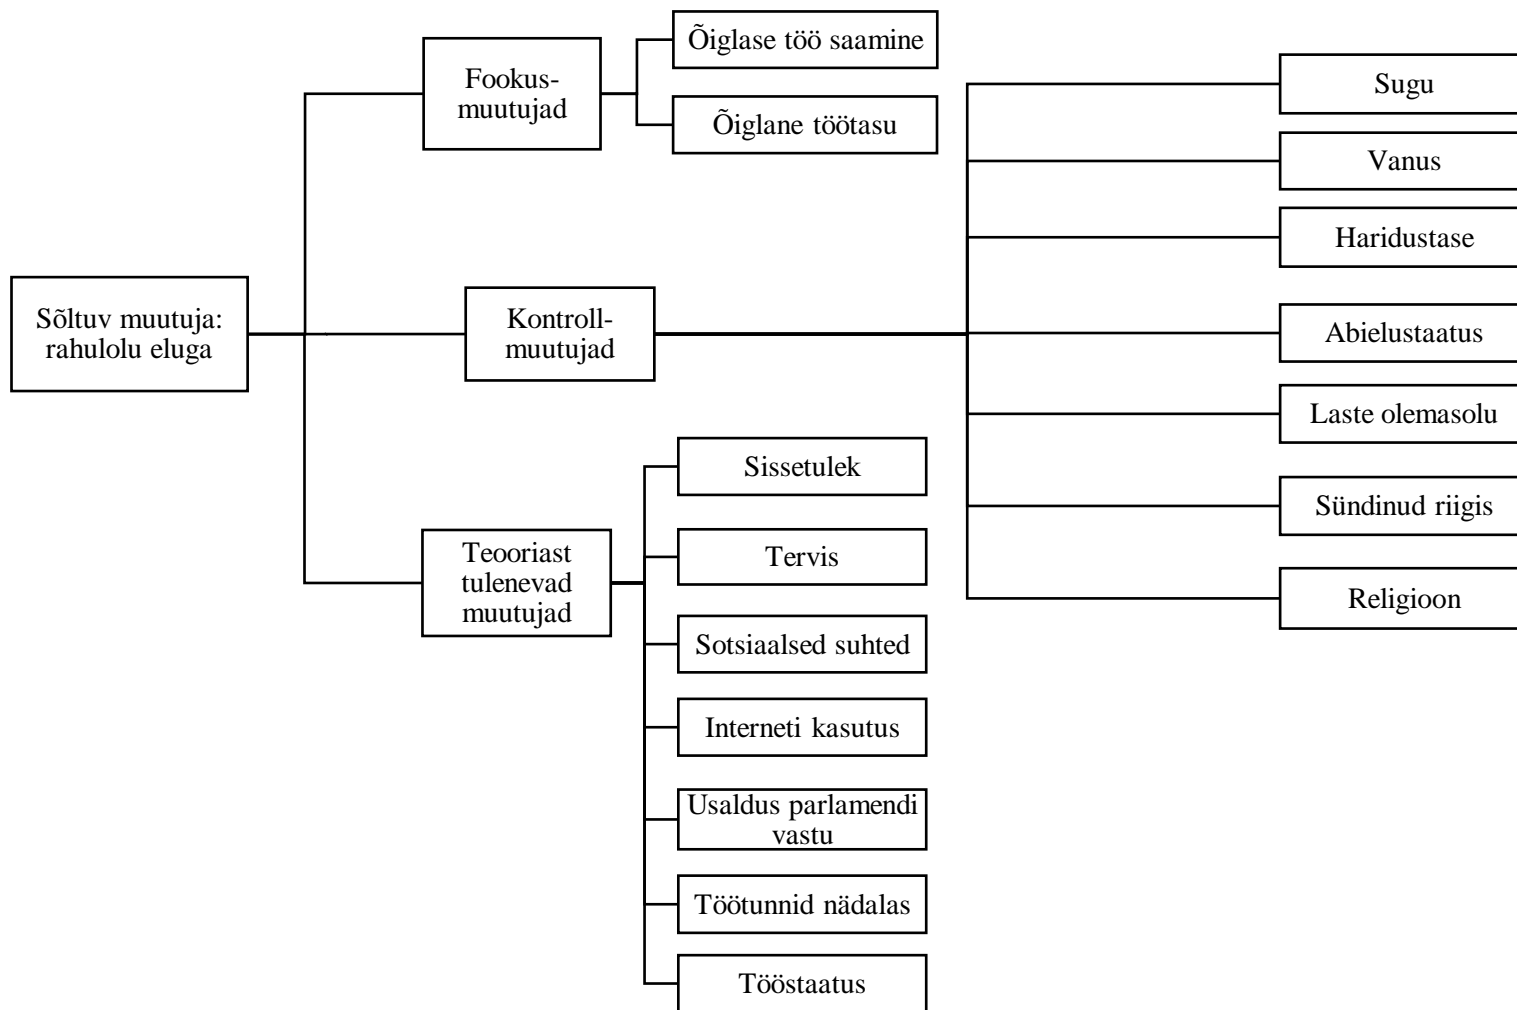 Sõltuv muutuja:
rahulolu eluga
Fookus-
muutujad
Õiglase töö saamine
Õiglane töötasu
Kontroll-
muutujad
Sugu
Vanus
Haridustase
Abielustaatus
Laste olemasolu
Sündinud riigis
Religioon
Teooriast
tulenevad
muutujad
Sissetulek
Tervis
Sotsiaalsed suhted
Interneti kasutus
Usaldus parlamendi
vastu
Töötunnid nädalas
Tööstaatus